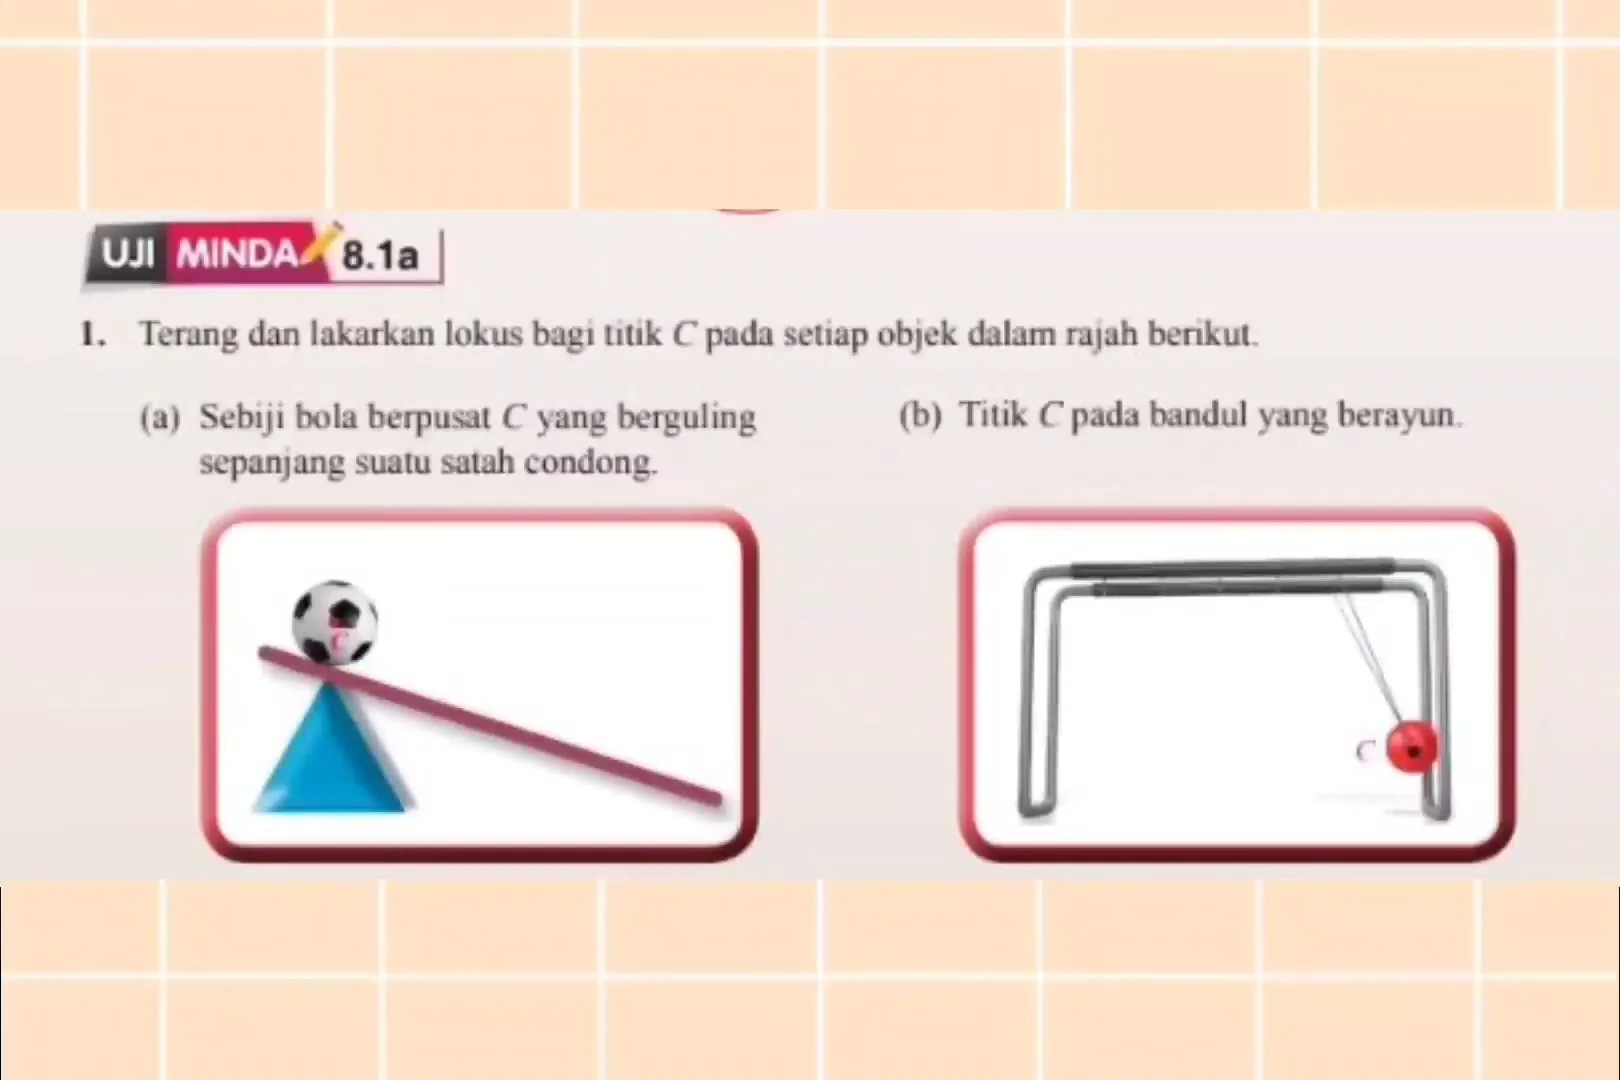 UJI MINDA 8.1a
1. Terang dan lakarkan lokus bagi titik C pada setiap objek dalam rajah berikut.
(a) Sebiji bola berpusat C yang berguling
sepanjang suatu satah condong.
(b) Titik C pada bandul yang berayun.
C
C